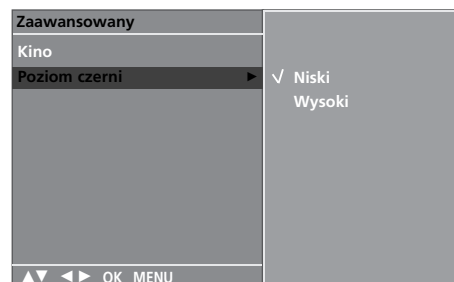 Zaawansowany
Kino
Poziom czerni ►
√ Niski
Wysoki
▲▼ ◄► OK MENU